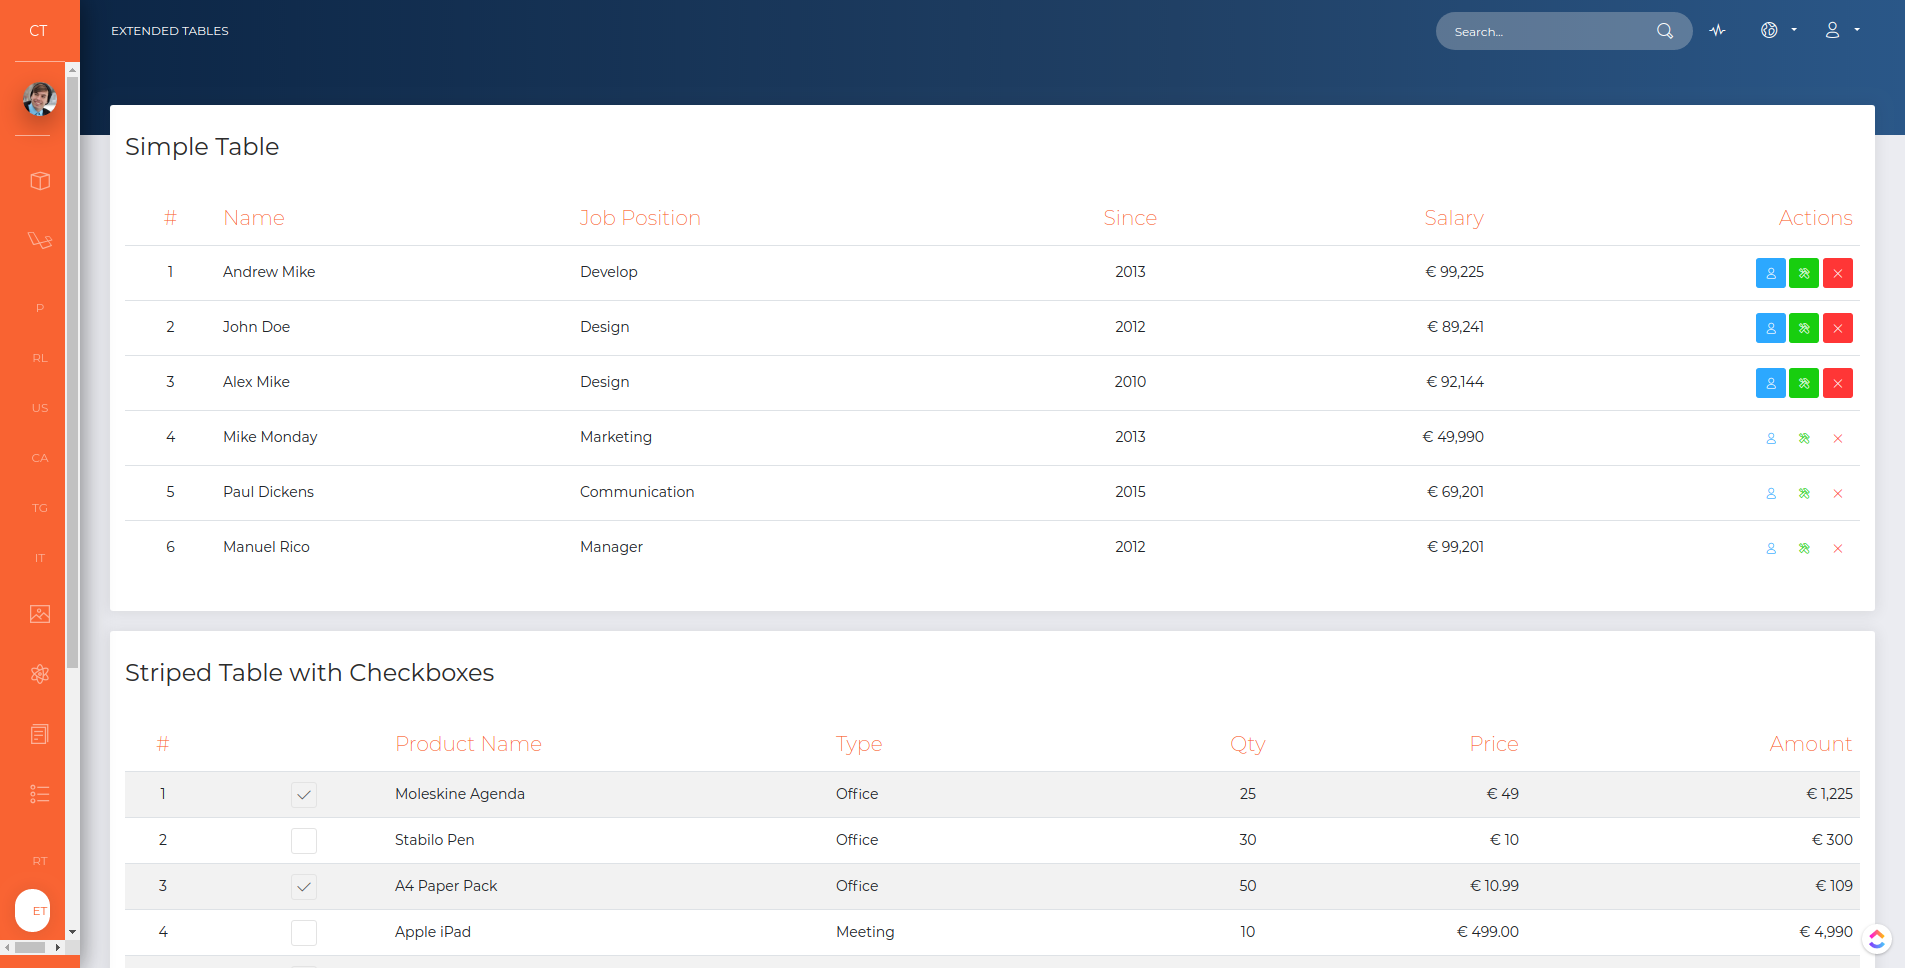 CT
EXTENDED TABLES
Search...
P
RL
US
CA
TG
IT
RT
ET
Simple Table
# Name Job Position Since Salary Actions
1 Andrew Mike Develop 2013 € 99,225
2 John Doe Design 2012 € 89,241
3 Alex Mike Design 2010 € 92,144
4 Mike Monday Marketing 2013 € 49,990
5 Paul Dickens Communication 2015 € 69,201
6 Manuel Rico Manager 2012 € 99,201
Striped Table with Checkboxes
# Product Name Type Qty Price Amount
1 Moleskine Agenda Office 25 € 49 € 1,225
2 Stabilo Pen Office 30 € 10 € 300
3 A4 Paper Pack Office 50 € 10.99 € 109
4 Apple iPad Meeting 10 € 499.00 € 4,990